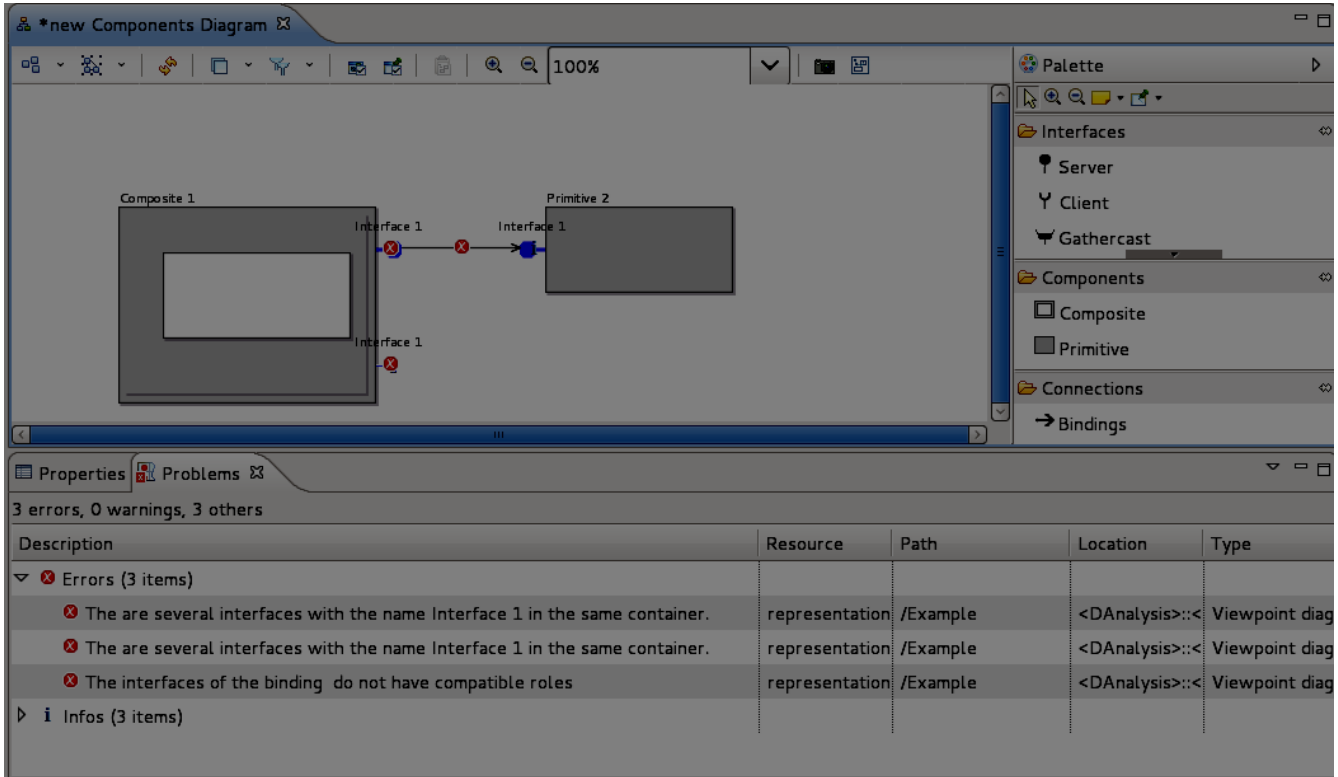 *new Components Diagram
100%
Palette
Interfaces
Server
Client
Gathercast
Components
Composite
Primitive
Connections
Bindings
Composite 1
Primitive 2
Interface 1
Interface 1
Interface 1
Properties Problems
3 errors, 0 warnings, 3 others
Description Resource Path Location Type
Errors (3 items)
The are several interfaces with the name Interface 1 in the same container. representation /Example <DAnalysis>::< Viewpoint diag
The are several interfaces with the name Interface 1 in the same container. representation /Example <DAnalysis>::< Viewpoint diag
The interfaces of the binding do not have compatible roles representation /Example <DAnalysis>::< Viewpoint diag
i Infos (3 items)